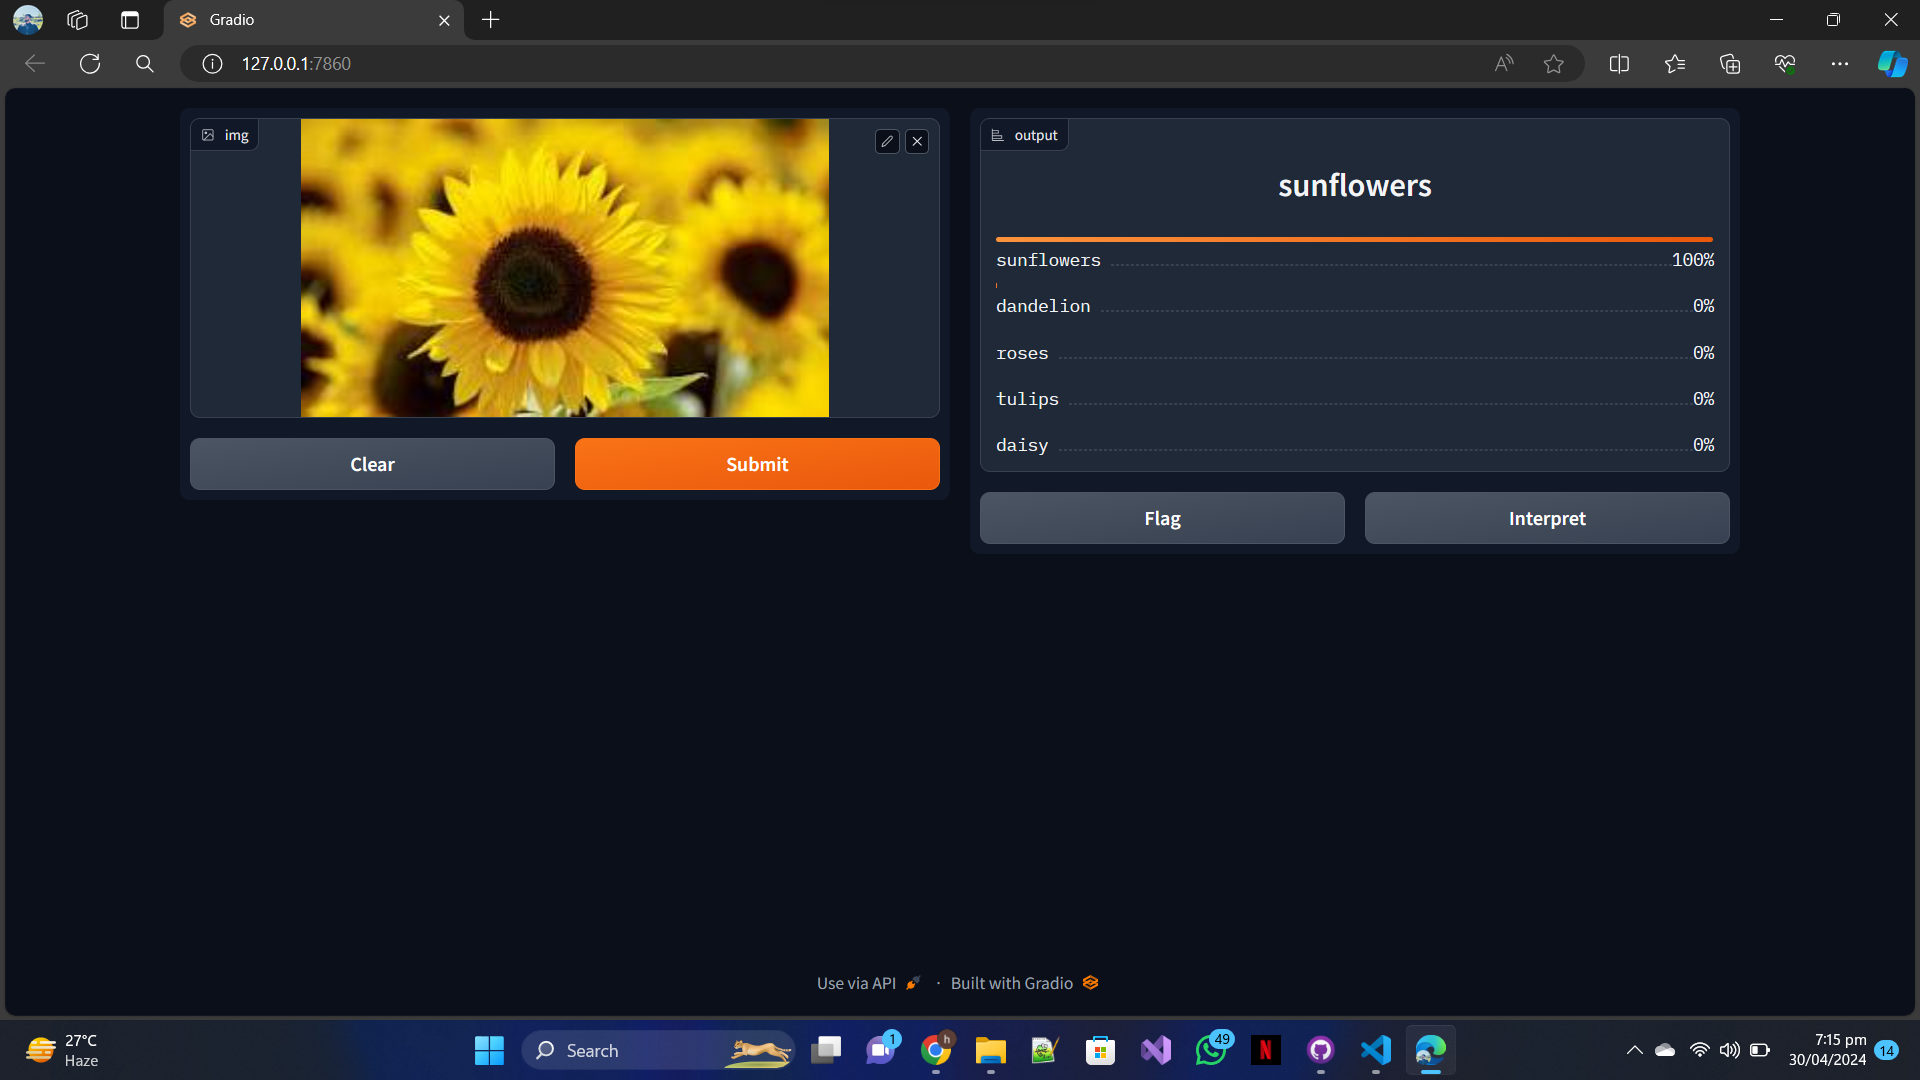 Gradio
127.0.0.1:7860
img
Clear
Submit
output
sunflowers
sunflowers 100%
dandelion 0%
roses 0%
tulips 0%
daisy 0%
Flag
Interpret
Use via API · Built with Gradio
27°C
Haze
Search
1
h
49
N
7:15 pm
30/04/2024
14